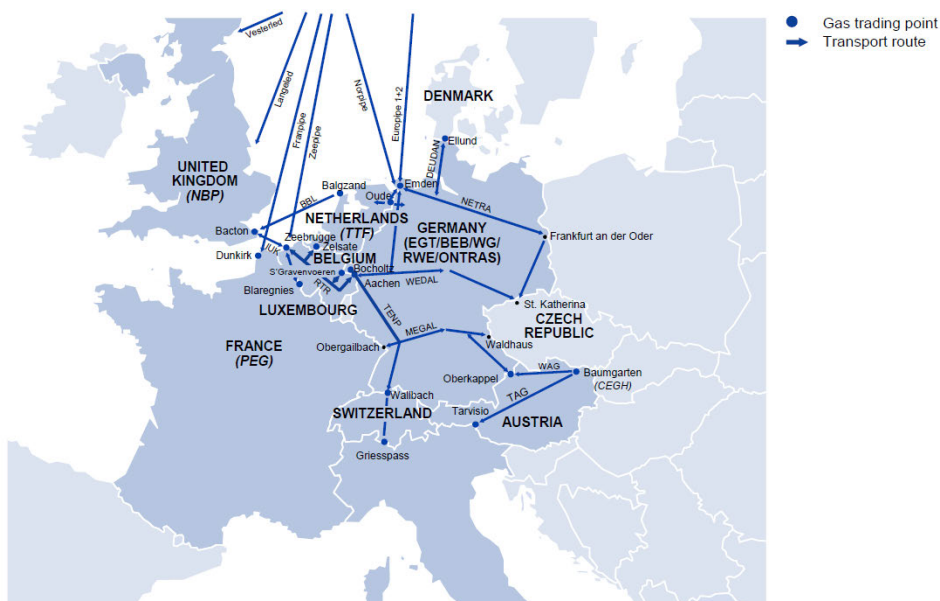 Gas trading point
Transport route
Vesterled
Langeled
Franpipe
Zeepipe
Norpipe
Europipe 1+2
DENMARK
Ellund
DEUDAN
UNITED
KINGDOM
(NBP)
Balgzand
Emden
Oude
BBL
NETRA
NETHERLANDS
(TTF)
GERMANY
(EGT/BEB/WG/
RWE/ONTRAS)
Bacton
IUK
Zeebrugge
Zelsate
Frankfurt an der Oder
Dunkirk
BELGIUM
S'Gravenvoeren
Bocholtz
Aachen
WEDAL
Blaregnies
RTR
LUXEMBOURG
TENP
St. Katherina
CZECH
REPUBLIC
MEGAL
Waldhaus
FRANCE
(PEG)
Obergailbach
Oberkappel
WAG
Baumgarten
(CEGH)
TAG
Wallbach
SWITZERLAND
Tarvisio
AUSTRIA
Griesspass